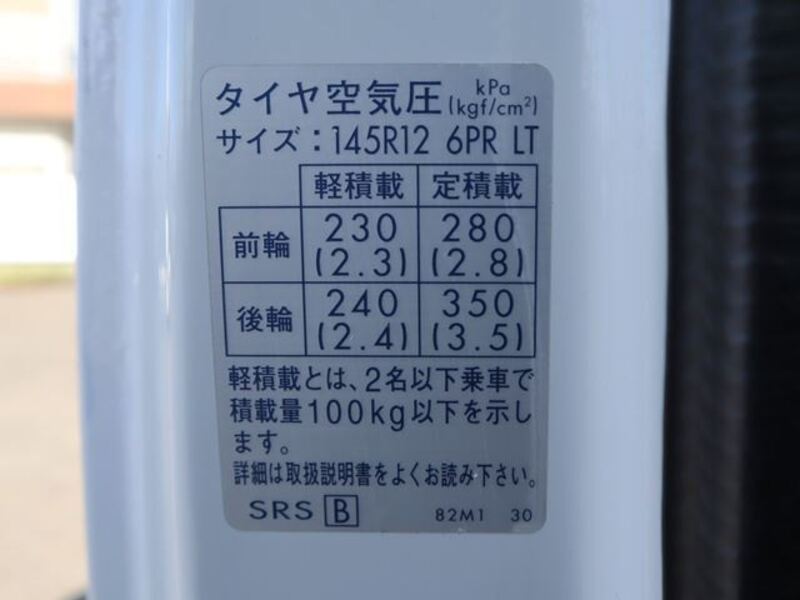 タイヤ空気圧 kPa (kgf/cm²)
サイズ：145R12 6PR LT
軽積載 定積載
前輪 230 (2.3) 280 (2.8)
後輪 240 (2.4) 350 (3.5)
軽積載とは、2名以下乗車で
積載量100kg以下を示し
ます。
詳細は取扱説明書をよくお読み下さい。
SRS B 82M1 30